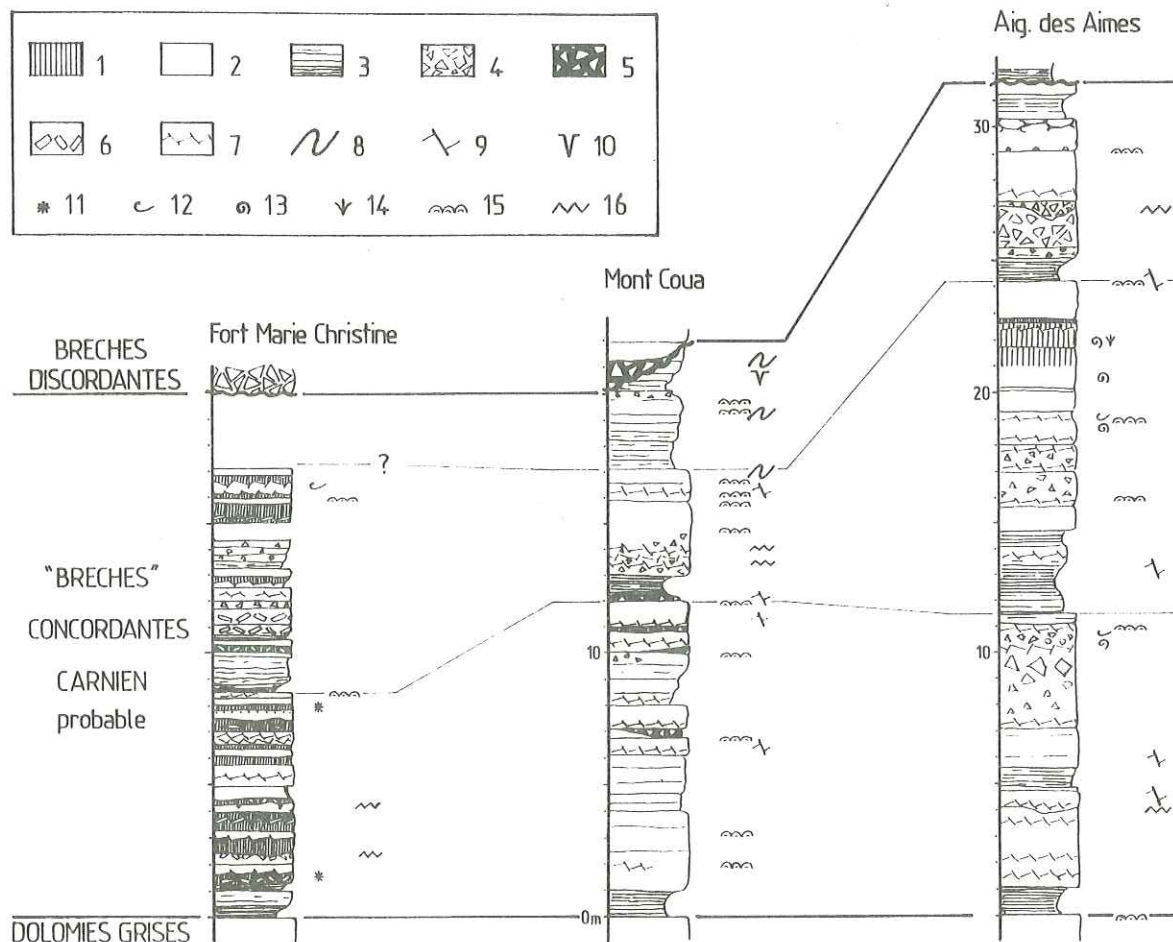 Aig. des Aimes
1 2 3 4 5
6 7 8 9 10
11 12 13 14 15 16
30
Mont Coua
Fort Marie Christine
BRECHES
DISCORDANTES
20
?
"BRECHES"
CONCORDANTES
CARNIEN
probable
10
10
0m
DOLOMIES GRISES